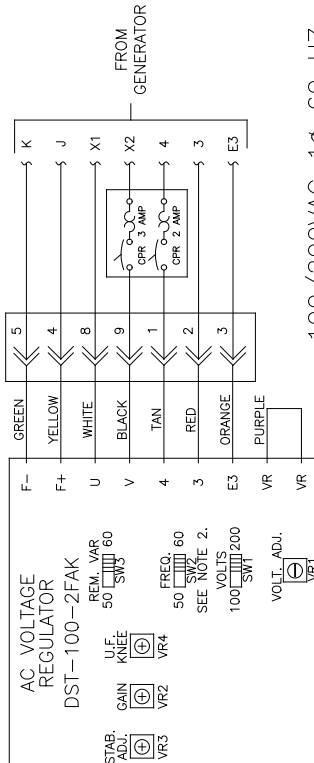 AC VOLTAGE
REGULATOR
DST-100-2FAK
STAB.
ADJ.
VR3
GAIN
VR2
U.F.
KNEE
VR4
REM. VAR
50 60
SW3
FREQ.
50 60
SW2
SEE NOTE 2.
VOLTS
100 200
SW1
VOLT. ADJ.
VR1
F- GREEN 5 K
F+ YELLOW 4 J
U WHITE 8 X1
V BLACK 9 X2
4 TAN 1 4
3 RED 2 3
E3 ORANGE 3 E3
VR PURPLE
VR
CPR 3 AMP
CPR 2 AMP
FROM
GENERATOR